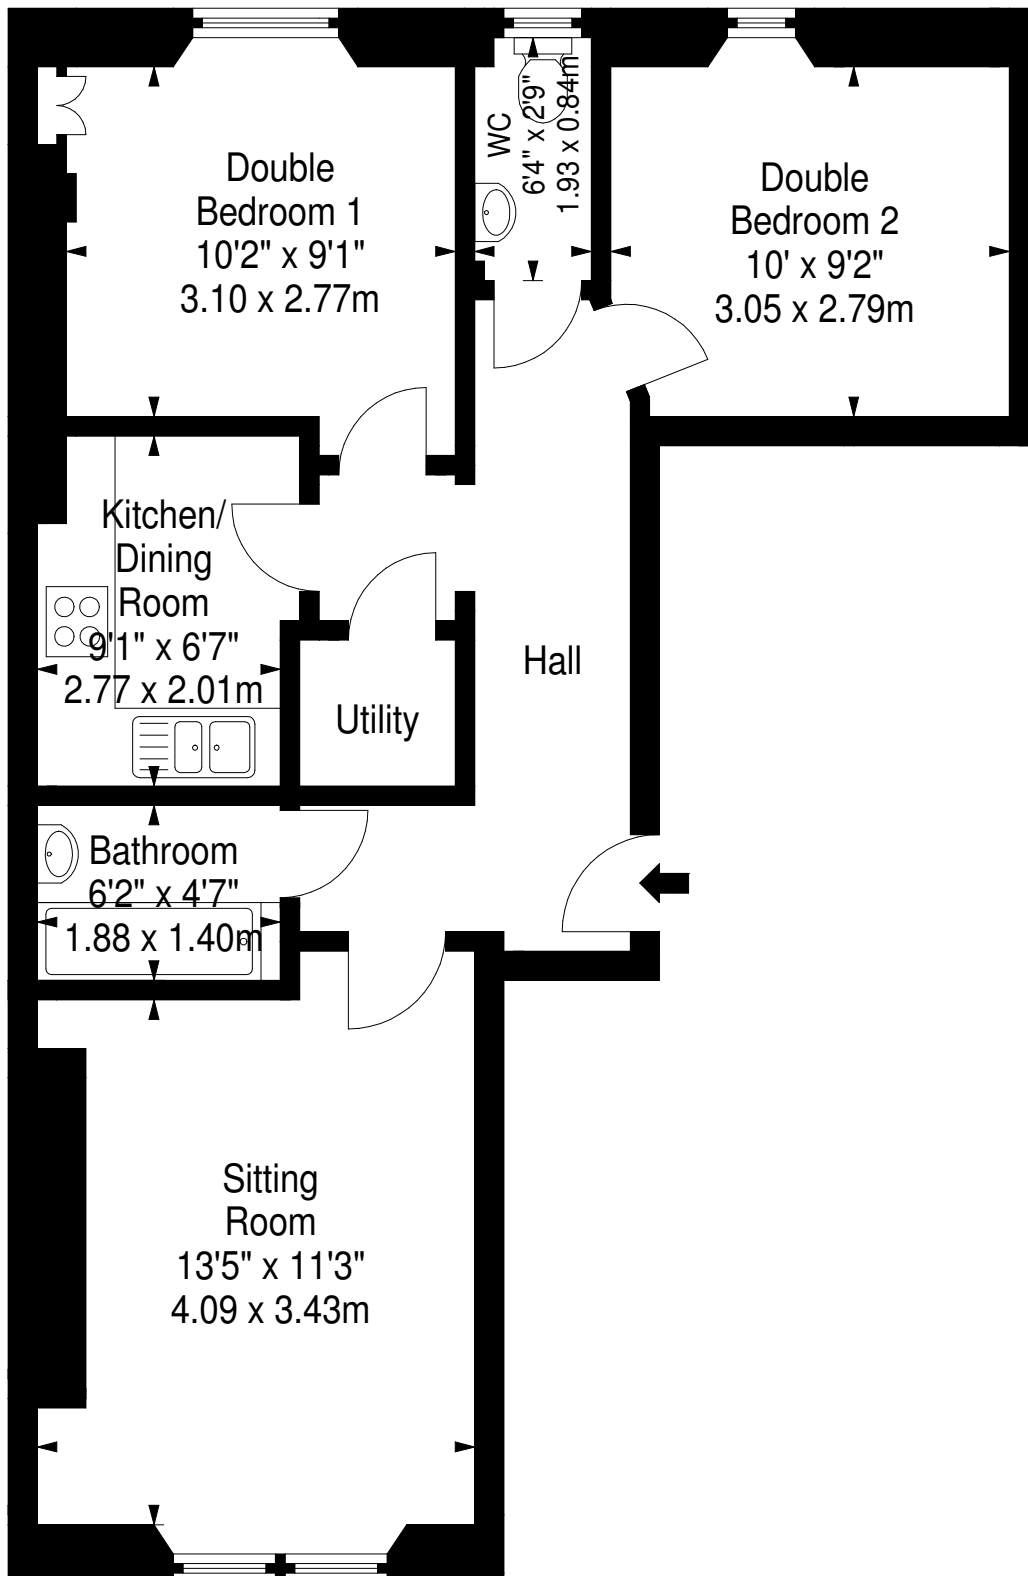 Double
Bedroom 1
10'2" x 9'1"
3.10 x 2.77m
WC
6'4" x 2'9"
1.93 x 0.84m
Double
Bedroom 2
10' x 9'2"
3.05 x 2.79m
Kitchen/
Dining
Room
9'1" x 6'7"
2.77 x 2.01m
Hall
Utility
Bathroom
6'2" x 4'7"
1.88 x 1.40m
Sitting
Room
13'5" x 11'3"
4.09 x 3.43m